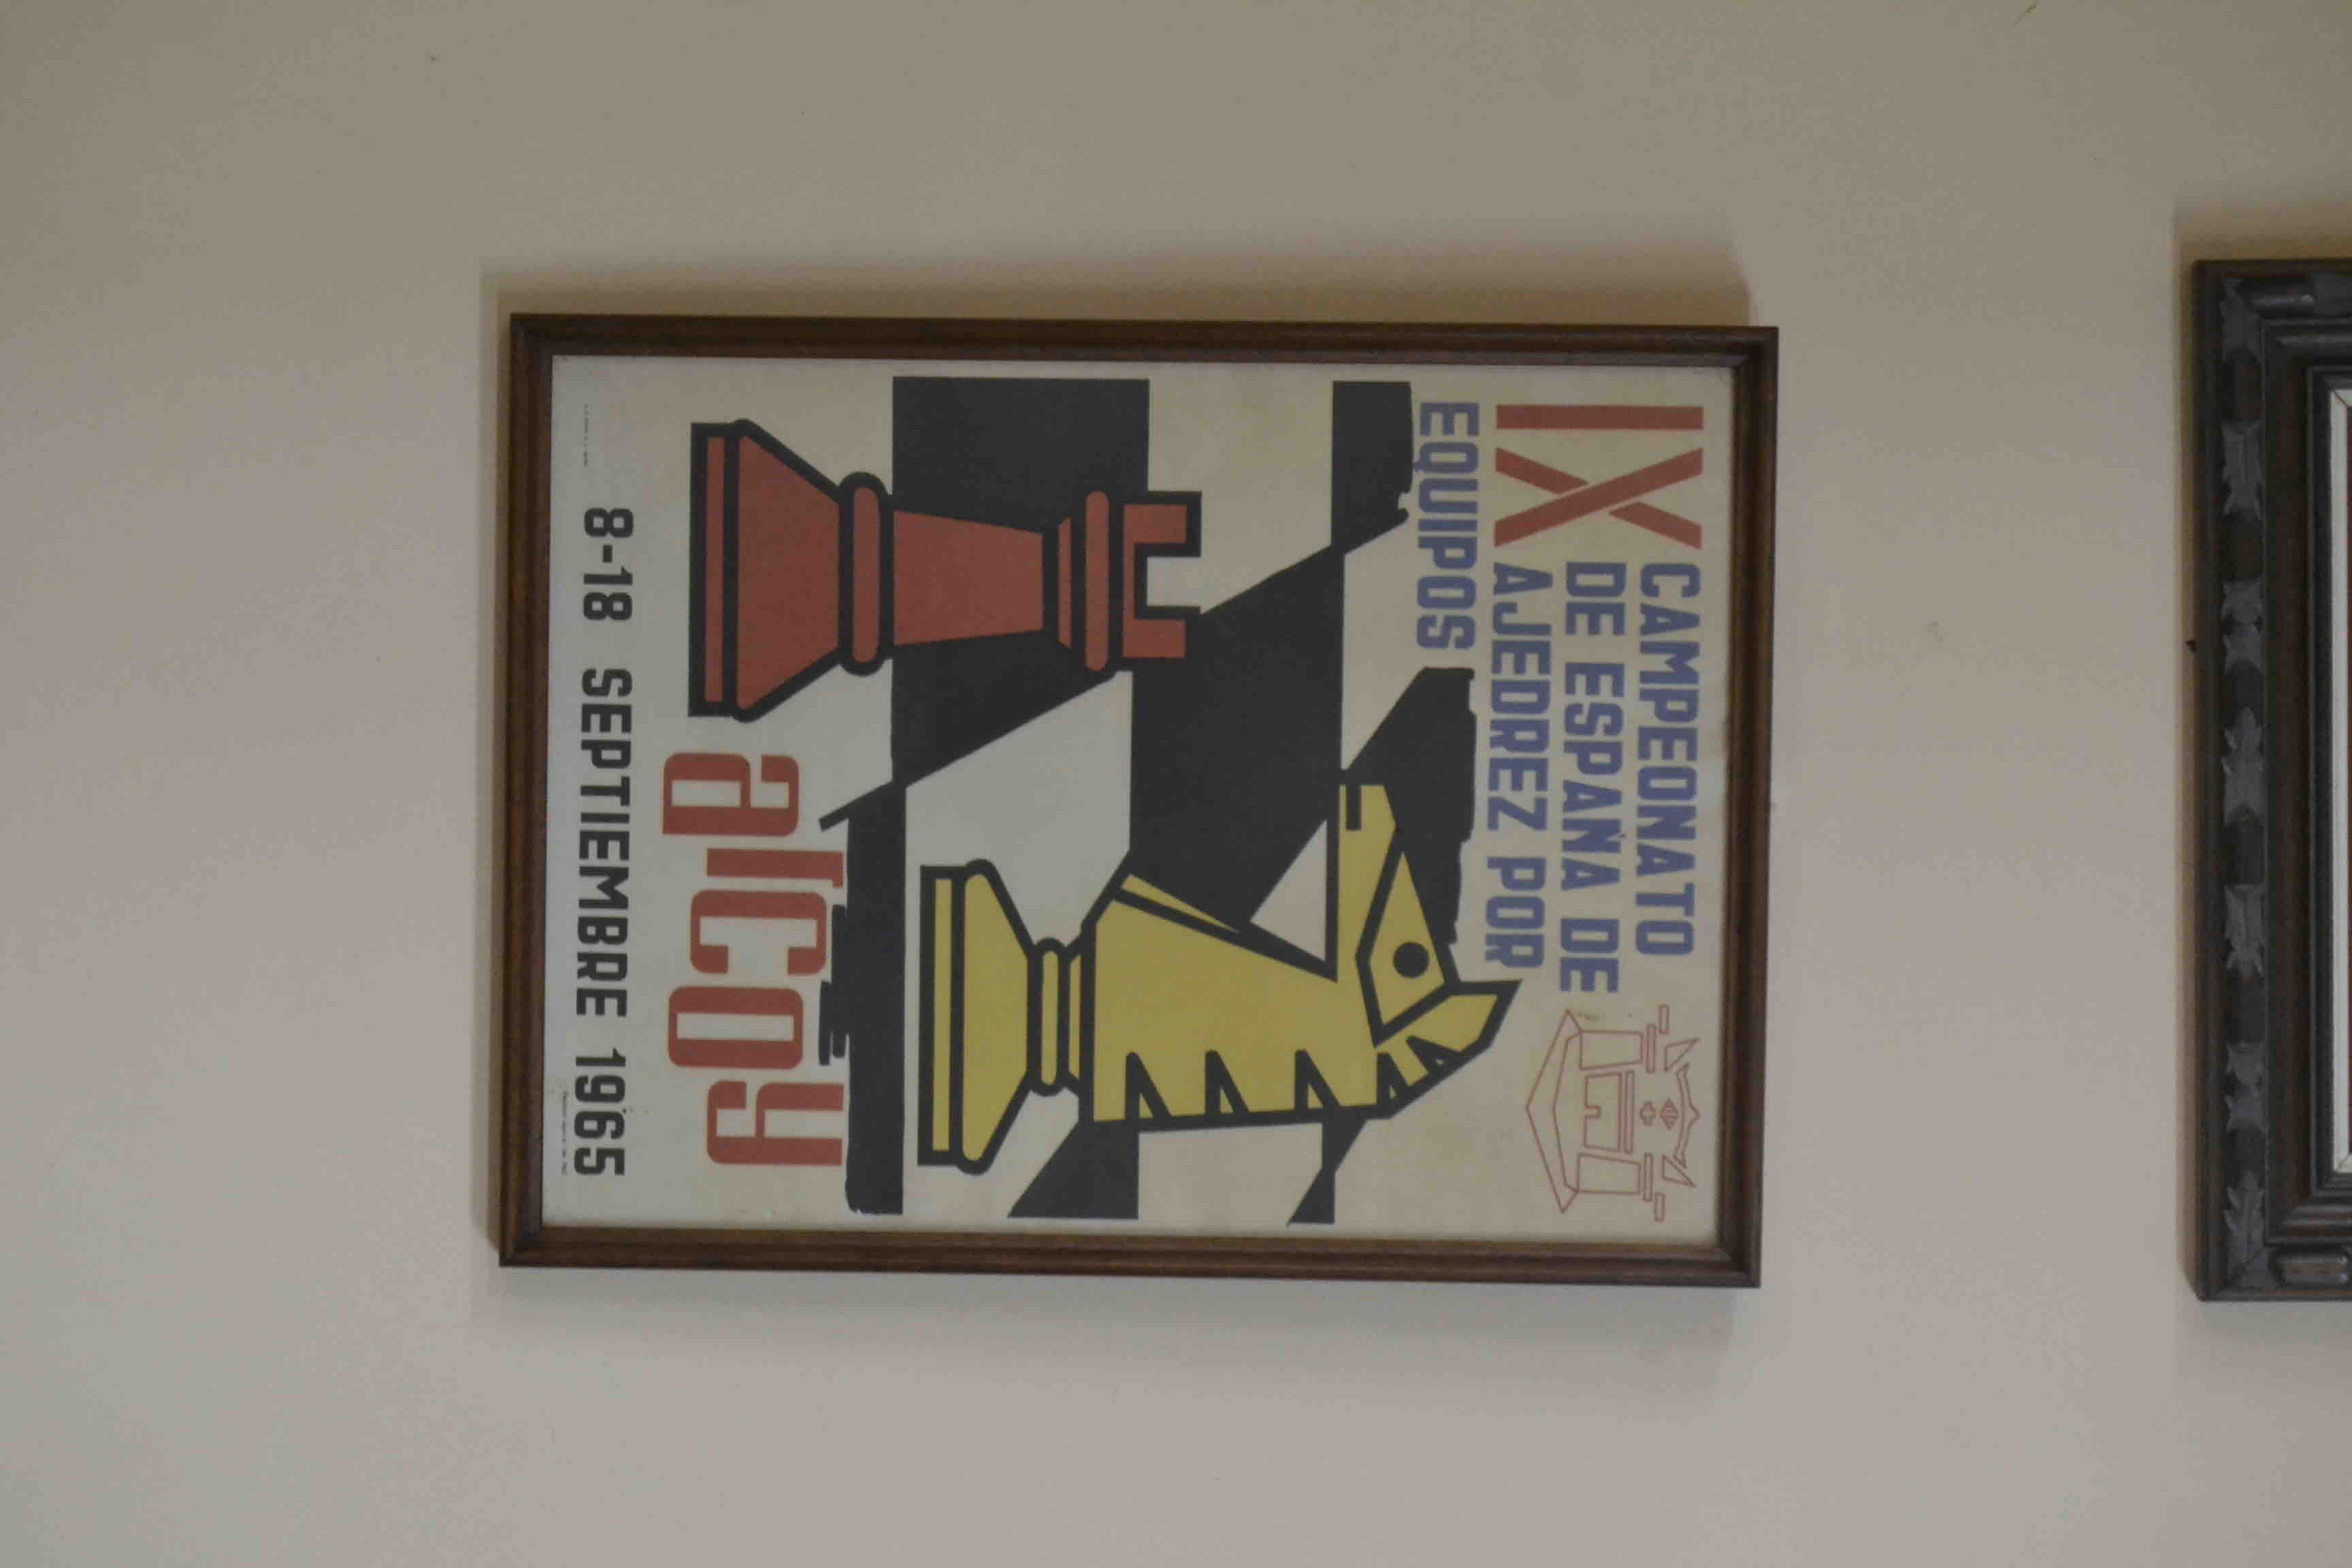 IX CAMPEONATO
DE ESPAÑA DE
AJEDREZ POR
EQUIPOS
alcoy
8-18 SEPTIEMBRE 1965